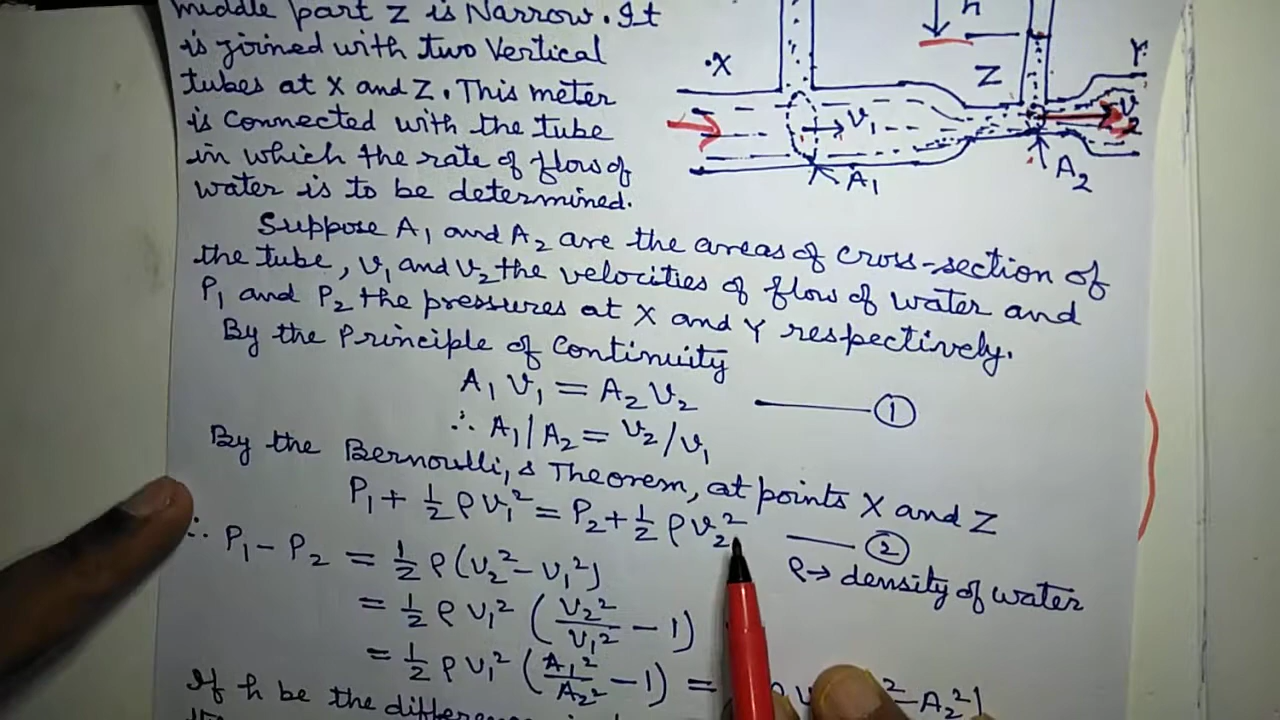 middle part Z is Narrow. It
is joined with two Vertical
tubes at X and Z. This meter
is connected with the tube
in which the rate of flow of
water is to be determined.
h
.X
Z
Y
V1
V2
A1
A2
Suppose A1 and A2 are the areas of cross-section of
the tube, V1 and V2 the velocities of flow of water and
P1 and P2 the pressures at X and Y respectively.
By the Principle of Continuity
A1 V1 = A2 V2 — ①
∴ A1/A2 = V2/V1
By the Bernoulli,s Theorem, at points X and Z
P1 + ½ ρ V1² = P2 + ½ ρ V2² — ②
∴ P1 - P2 = ½ ρ (V2² - V1²)
ρ → density of water
= ½ ρ V1² (V2²/V1² - 1)
= ½ ρ V1² (A1²/A2² - 1) =
- A2²)
If h be the difference